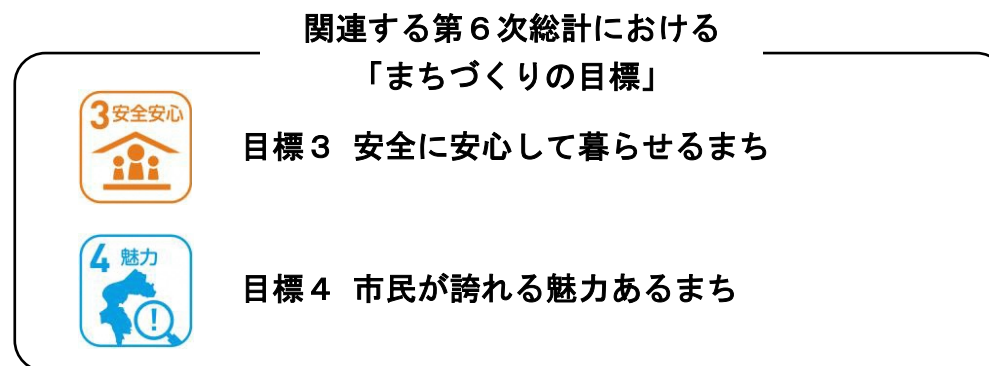 関連する第６次総計における
「まちづくりの目標」
3 安全安心
目標３ 安全に安心して暮らせるまち
4 魅力
!
目標４ 市民が誇れる魅力あるまち